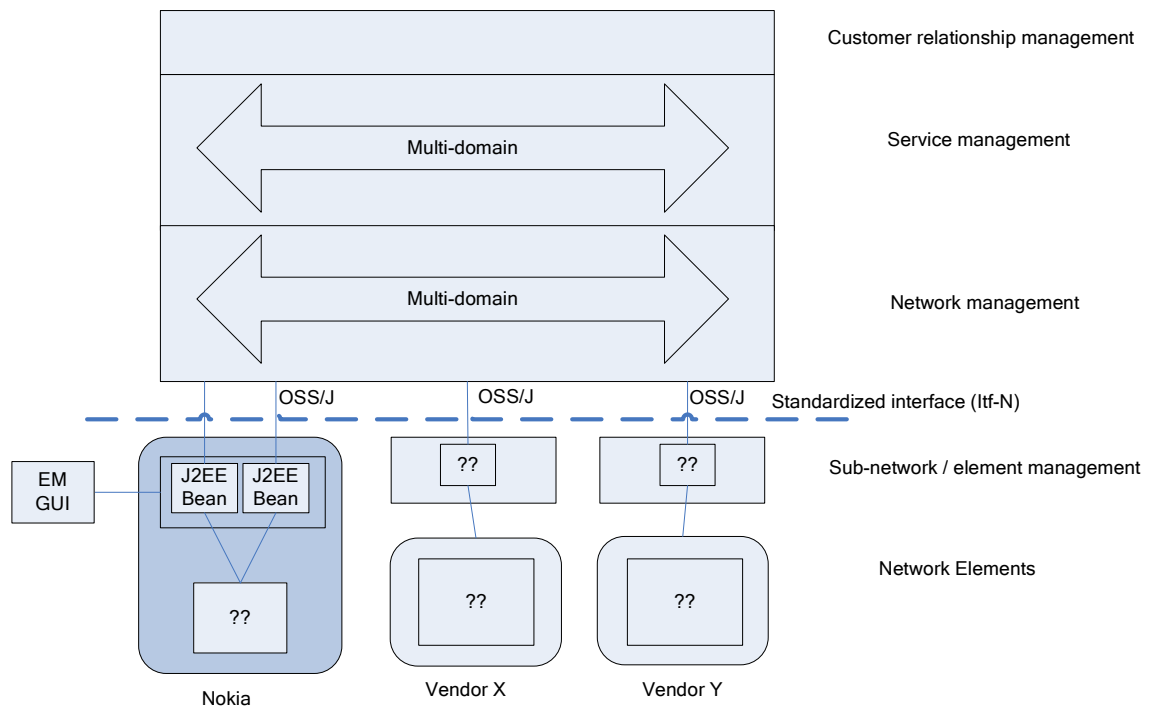 Customer relationship management
Multi-domain
Service management
Multi-domain
Network management
OSS/J
OSS/J
OSS/J
Standardized interface (Itf-N)
EM
GUI
J2EE
Bean
J2EE
Bean
??
??
Sub-network / element management
??
??
??
Network Elements
Nokia
Vendor X
Vendor Y